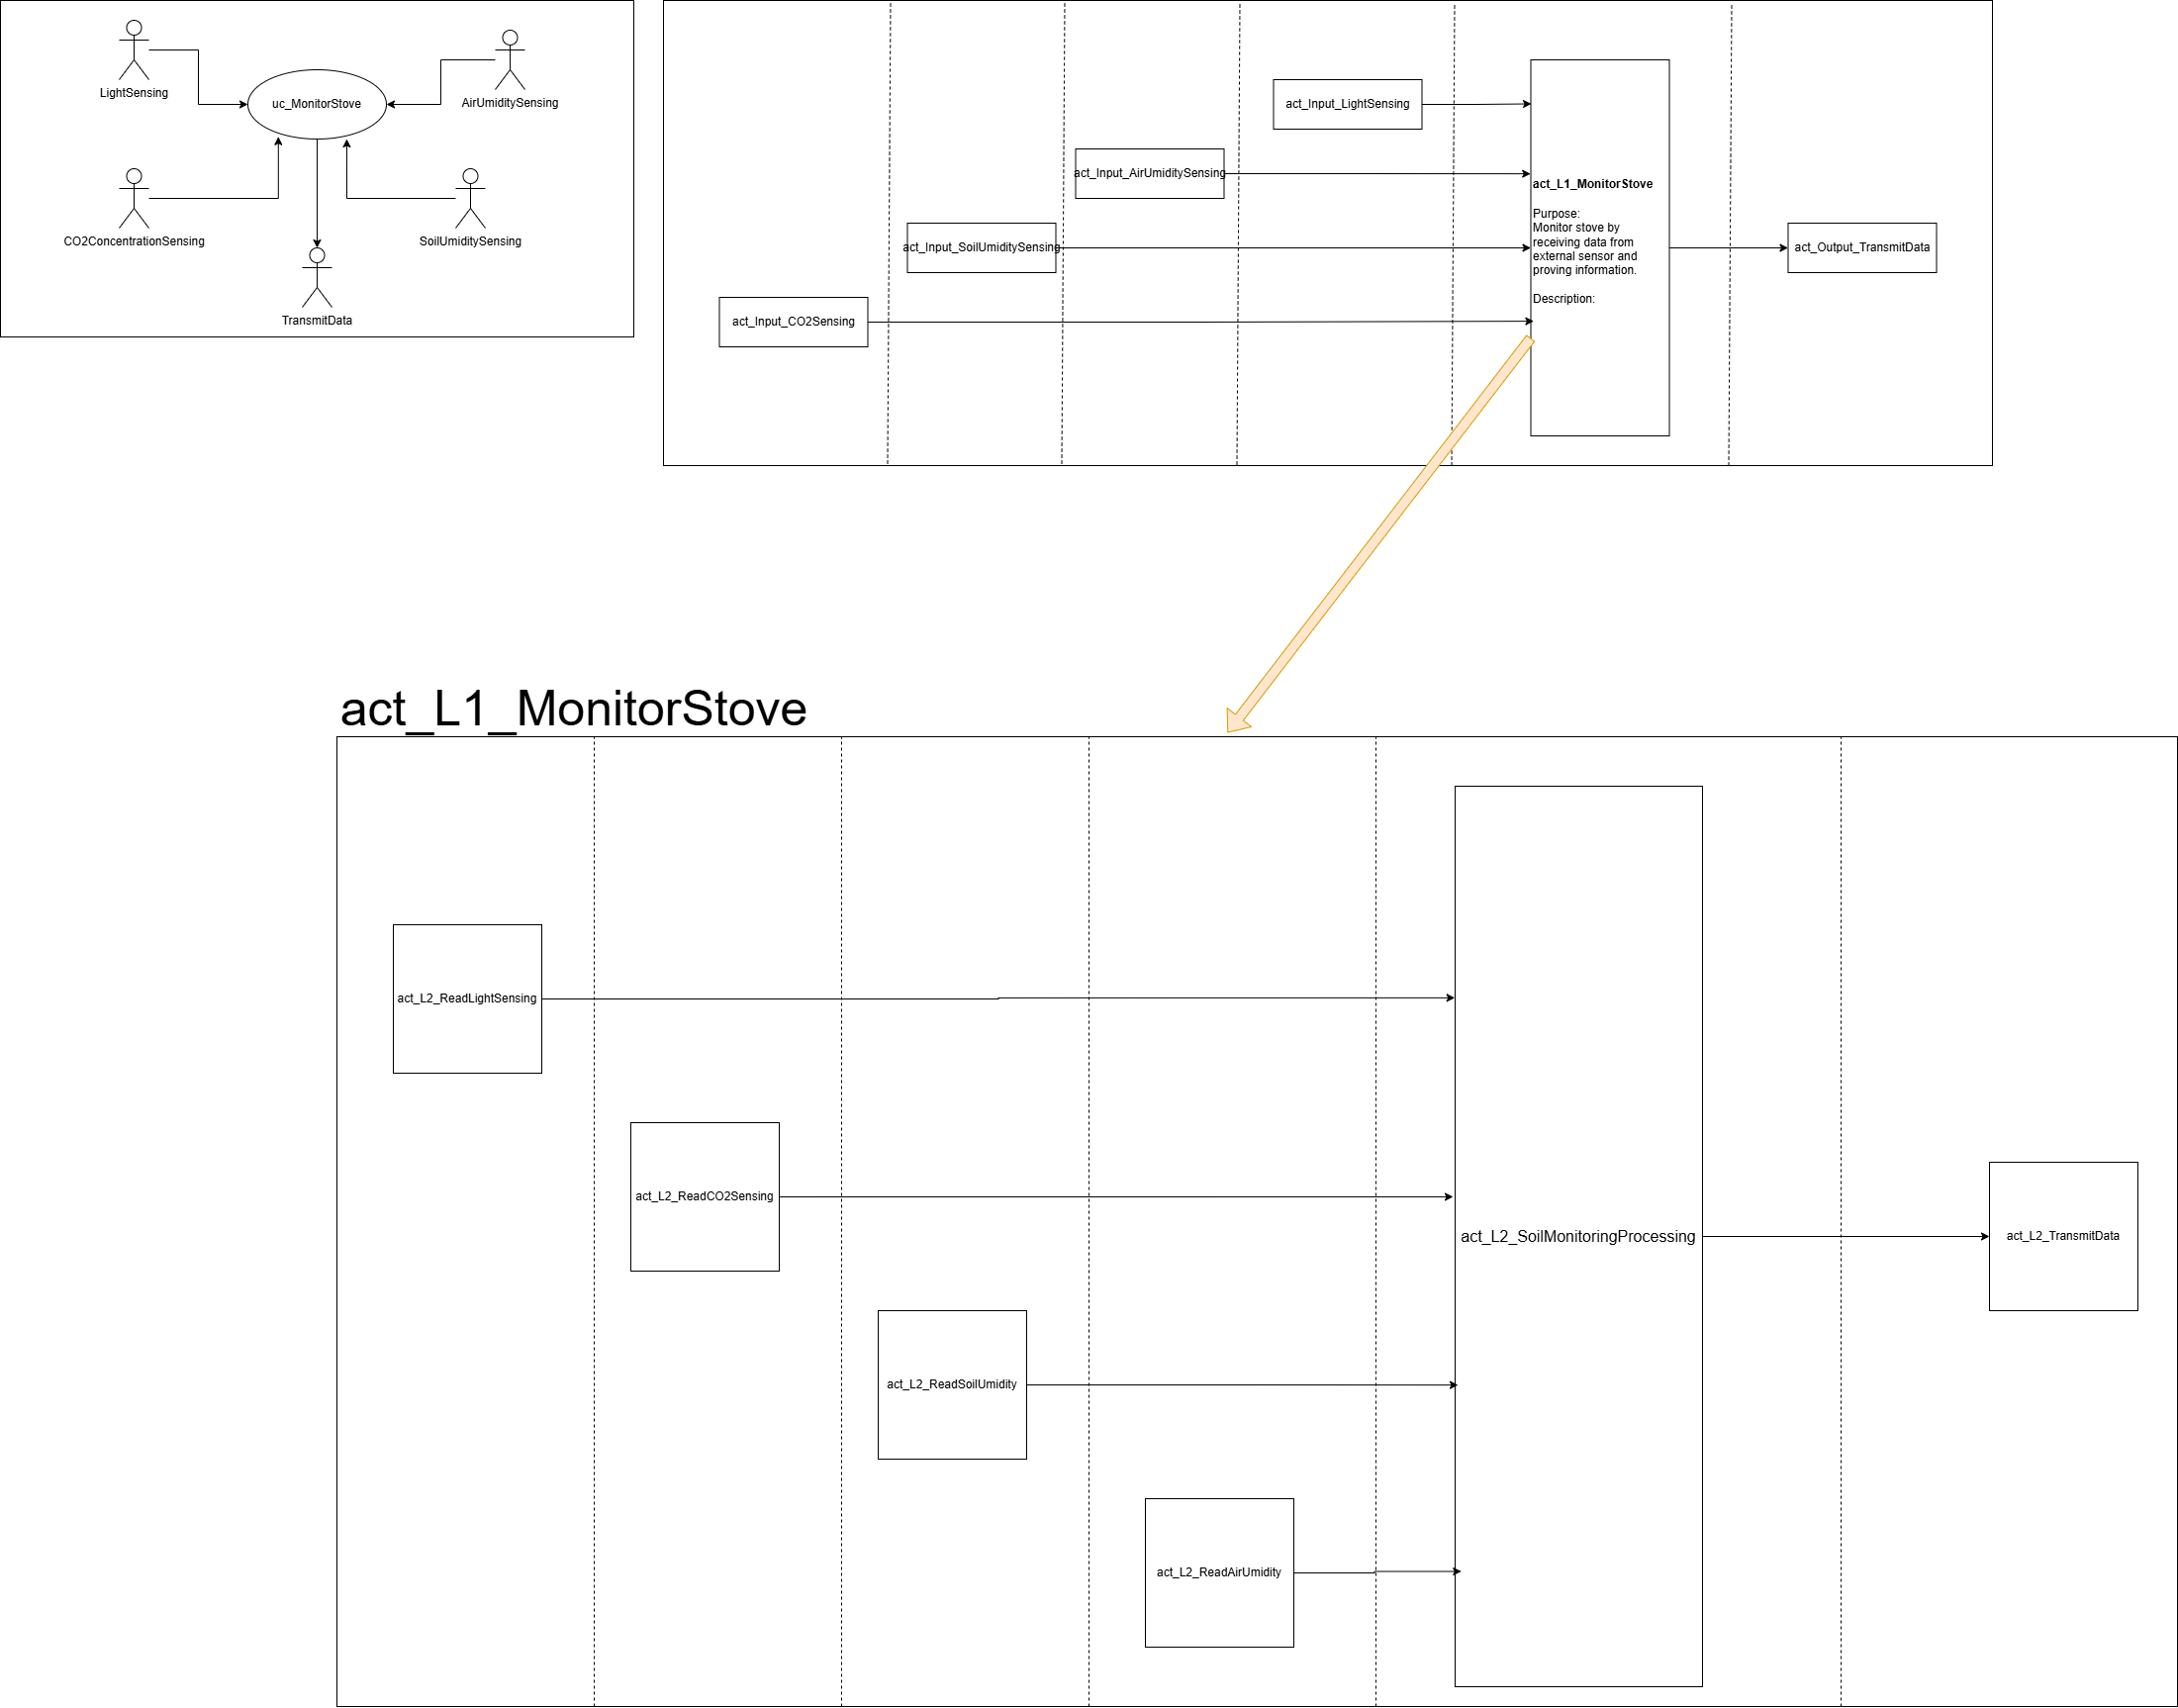 LightSensing
AirUmiditySensing
uc_MonitorStove
CO2ConcentrationSensing
SoilUmiditySensing
TransmitData
act_Input_LightSensing
act_Input_AirUmiditySensing
act_Input_SoilUmiditySensing
act_Input_CO2Sensing
act_L1_MonitorStove
Purpose:
Monitor stove by
receiving data from
external sensor and
proving information.
Description:
act_Output_TransmitData
act_L1_MonitorStove
act_L2_ReadLightSensing
act_L2_ReadCO2Sensing
act_L2_ReadSoilUmidity
act_L2_ReadAirUmidity
act_L2_SoilMonitoringProcessing
act_L2_TransmitData